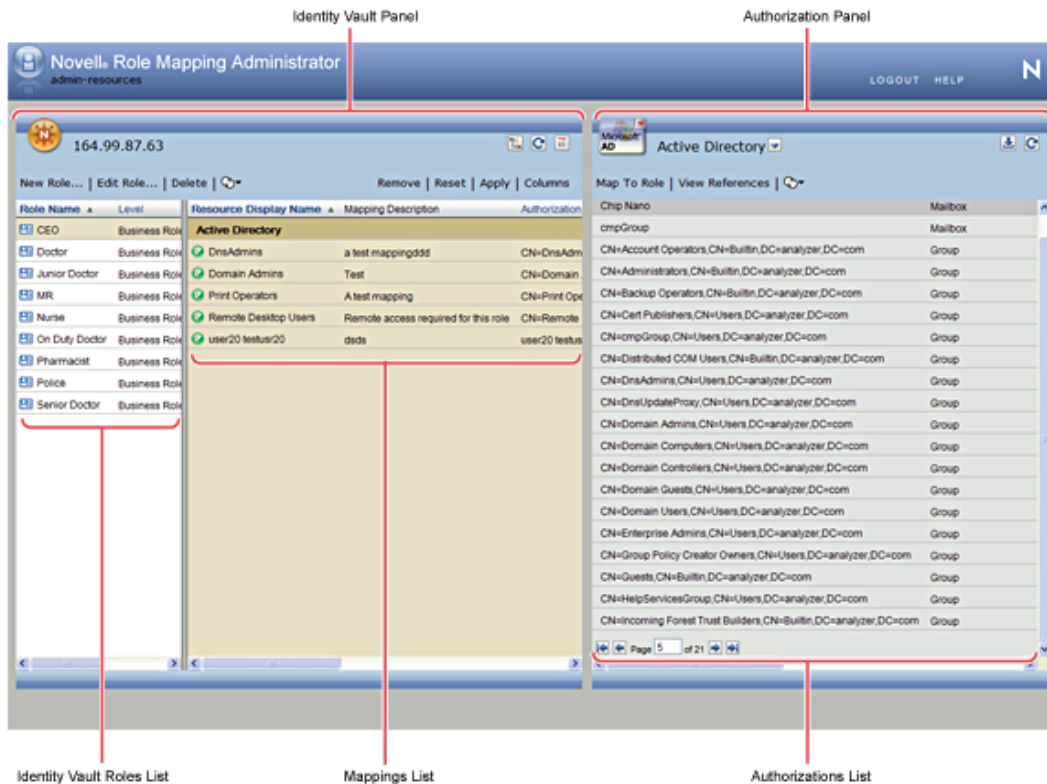 Identity Vault Panel
Authorization Panel
Novell® Role Mapping Administrator
admin-resources
LOGOUT HELP
N
164.99.87.63
New Role... | Edit Role... | Delete |
Remove | Reset | Apply | Columns
Role Name Level
CEO Business Role
Doctor Business Role
Junior Doctor Business Role
MR Business Role
Nurse Business Role
On Duty Doctor Business Role
Pharmacist Business Role
Police Business Role
Senior Doctor Business Role
Resource Display Name Mapping Description Authorization
Active Directory
DnsAdmins a test mappingddd CN=DnsAdm
Domain Admins Test CN=Domain
Print Operators A test mapping CN=Print Ope
Remote Desktop Users Remote access required for this role CN=Remote
user20 testusr20 dsds user20 testus
Microsoft AD
Active Directory
Map To Role | View References |
Chip Nano Mailbox
cmpGroup Mailbox
CN=Account Operators,CN=Builtin,DC=analyzer,DC=com Group
CN=Administrators,CN=Builtin,DC=analyzer,DC=com Group
CN=Backup Operators,CN=Builtin,DC=analyzer,DC=com Group
CN=Cert Publishers,CN=Users,DC=analyzer,DC=com Group
CN=cmpGroup,CN=Users,DC=analyzer,DC=com Group
CN=Distributed COM Users,CN=Builtin,DC=analyzer,DC=com Group
CN=DnsAdmins,CN=Users,DC=analyzer,DC=com Group
CN=DnsUpdateProxy,CN=Users,DC=analyzer,DC=com Group
CN=Domain Admins,CN=Users,DC=analyzer,DC=com Group
CN=Domain Computers,CN=Users,DC=analyzer,DC=com Group
CN=Domain Controllers,CN=Users,DC=analyzer,DC=com Group
CN=Domain Guests,CN=Users,DC=analyzer,DC=com Group
CN=Domain Users,CN=Users,DC=analyzer,DC=com Group
CN=Enterprise Admins,CN=Users,DC=analyzer,DC=com Group
CN=Group Policy Creator Owners,CN=Users,DC=analyzer,DC=com Group
CN=Guests,CN=Builtin,DC=analyzer,DC=com Group
CN=HelpServicesGroup,CN=Users,DC=analyzer,DC=com Group
CN=Incoming Forest Trust Builders,CN=Builtin,DC=analyzer,DC=com Group
Page 5 of 21
Identity Vault Roles List
Mappings List
Authorizations List